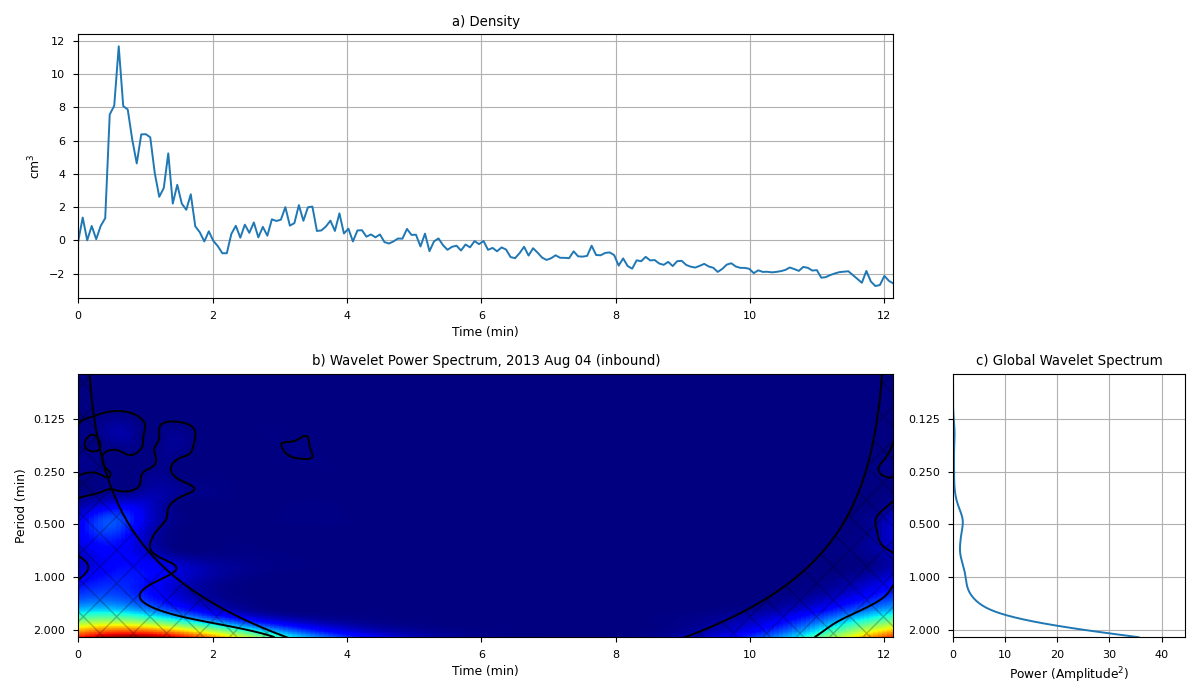 a) Density
12
10
8
6
4
2
0
−2
cm³
0 2 4 6 8 10 12
Time (min)
b) Wavelet Power Spectrum, 2013 Aug 04 (inbound)
c) Global Wavelet Spectrum
0.125
0.250
0.500
1.000
2.000
Period (min)
0 2 4 6 8 10 12
Time (min)
0.125
0.250
0.500
1.000
2.000
0 10 20 30 40
Power (Amplitude²)